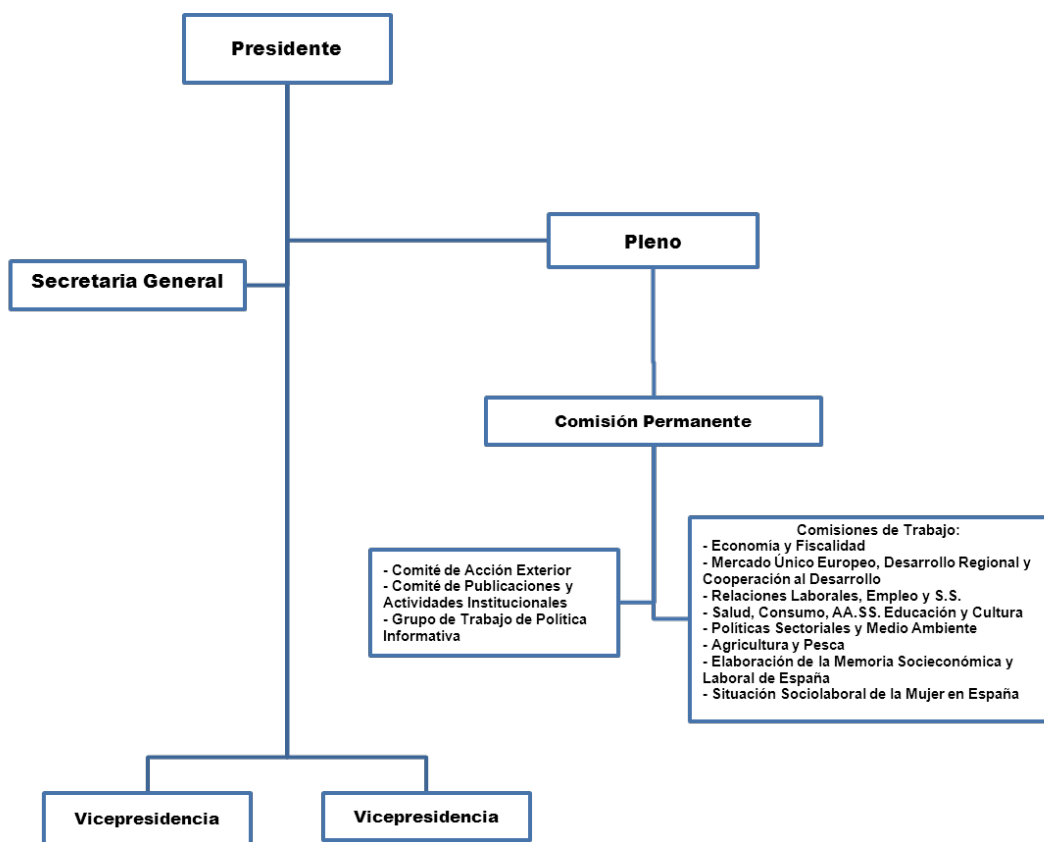 Presidente
Pleno
Secretaria General
Comisión Permanente
- Comité de Acción Exterior
- Comité de Publicaciones y
Actividades Institucionales
- Grupo de Trabajo de Política
Informativa
Comisiones de Trabajo:
- Economía y Fiscalidad
- Mercado Único Europeo, Desarrollo Regional y
Cooperación al Desarrollo
- Relaciones Laborales, Empleo y S.S.
- Salud, Consumo, AA.SS. Educación y Cultura
- Políticas Sectoriales y Medio Ambiente
- Agricultura y Pesca
- Elaboración de la Memoria Socieconómica y
Laboral de España
- Situación Sociolaboral de la Mujer en España
Vicepresidencia
Vicepresidencia